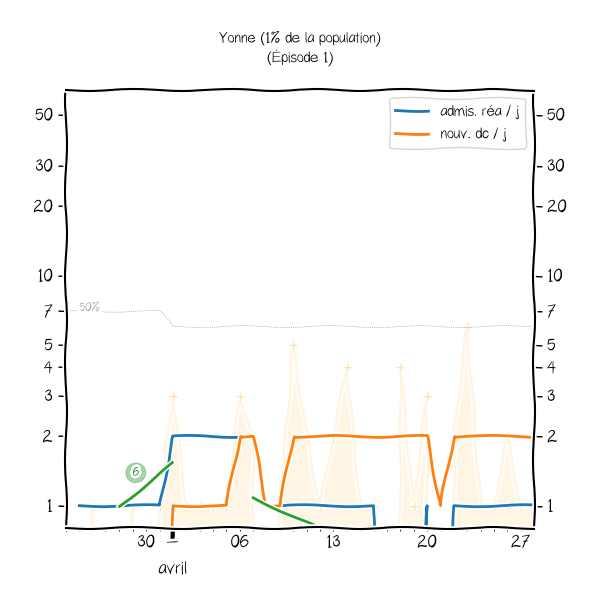 Yonne (1% de la population)
(Épisode 1)
admis. réa / j
nouv. dc / j
50 50
30 30
20 20
10 10
7 50% 7
5 5
4 4
3 3
2 2
6
1 1
30 06 13 20 27
avril